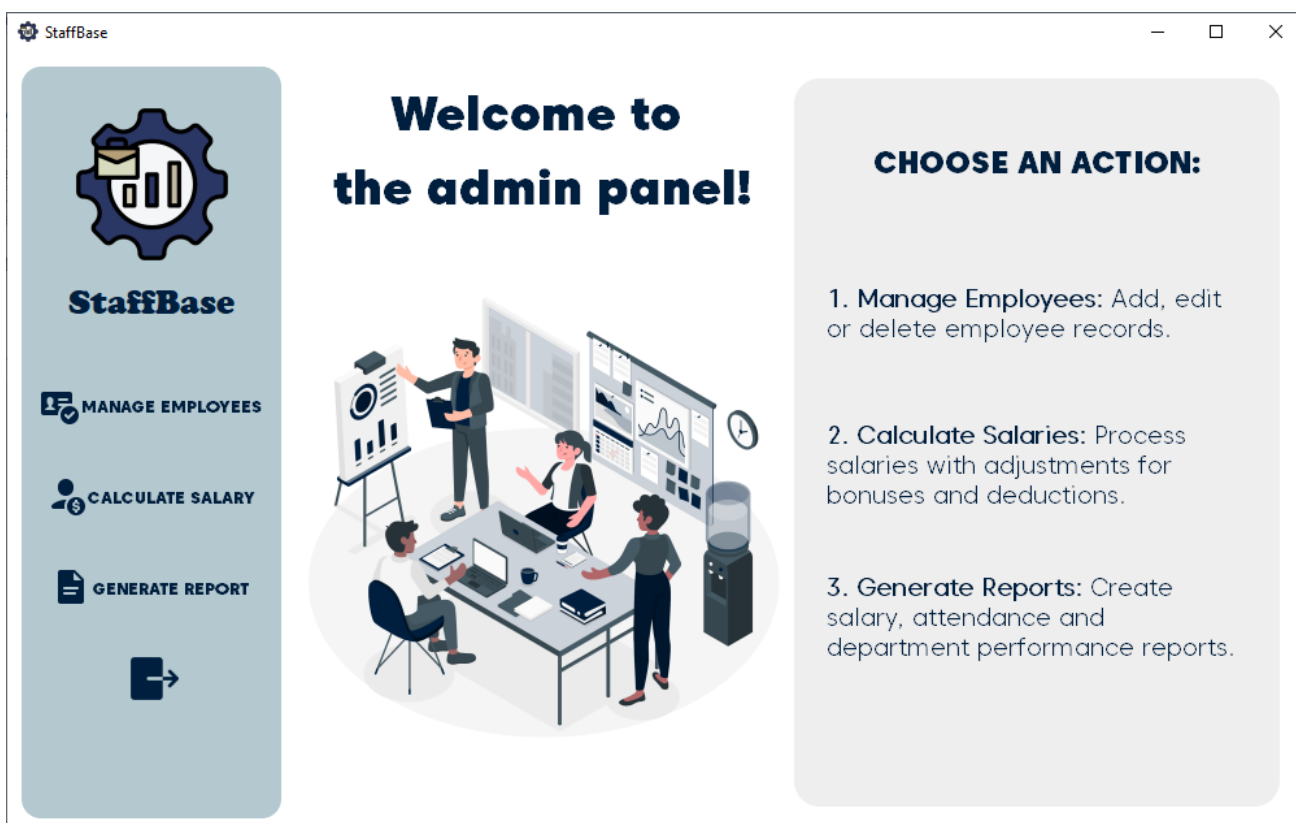 StaffBase
StaffBase
MANAGE EMPLOYEES
CALCULATE SALARY
GENERATE REPORT
Welcome to
the admin panel!
CHOOSE AN ACTION:
1. Manage Employees: Add, edit
or delete employee records.
2. Calculate Salaries: Process
salaries with adjustments for
bonuses and deductions.
3. Generate Reports: Create
salary, attendance and
department performance reports.